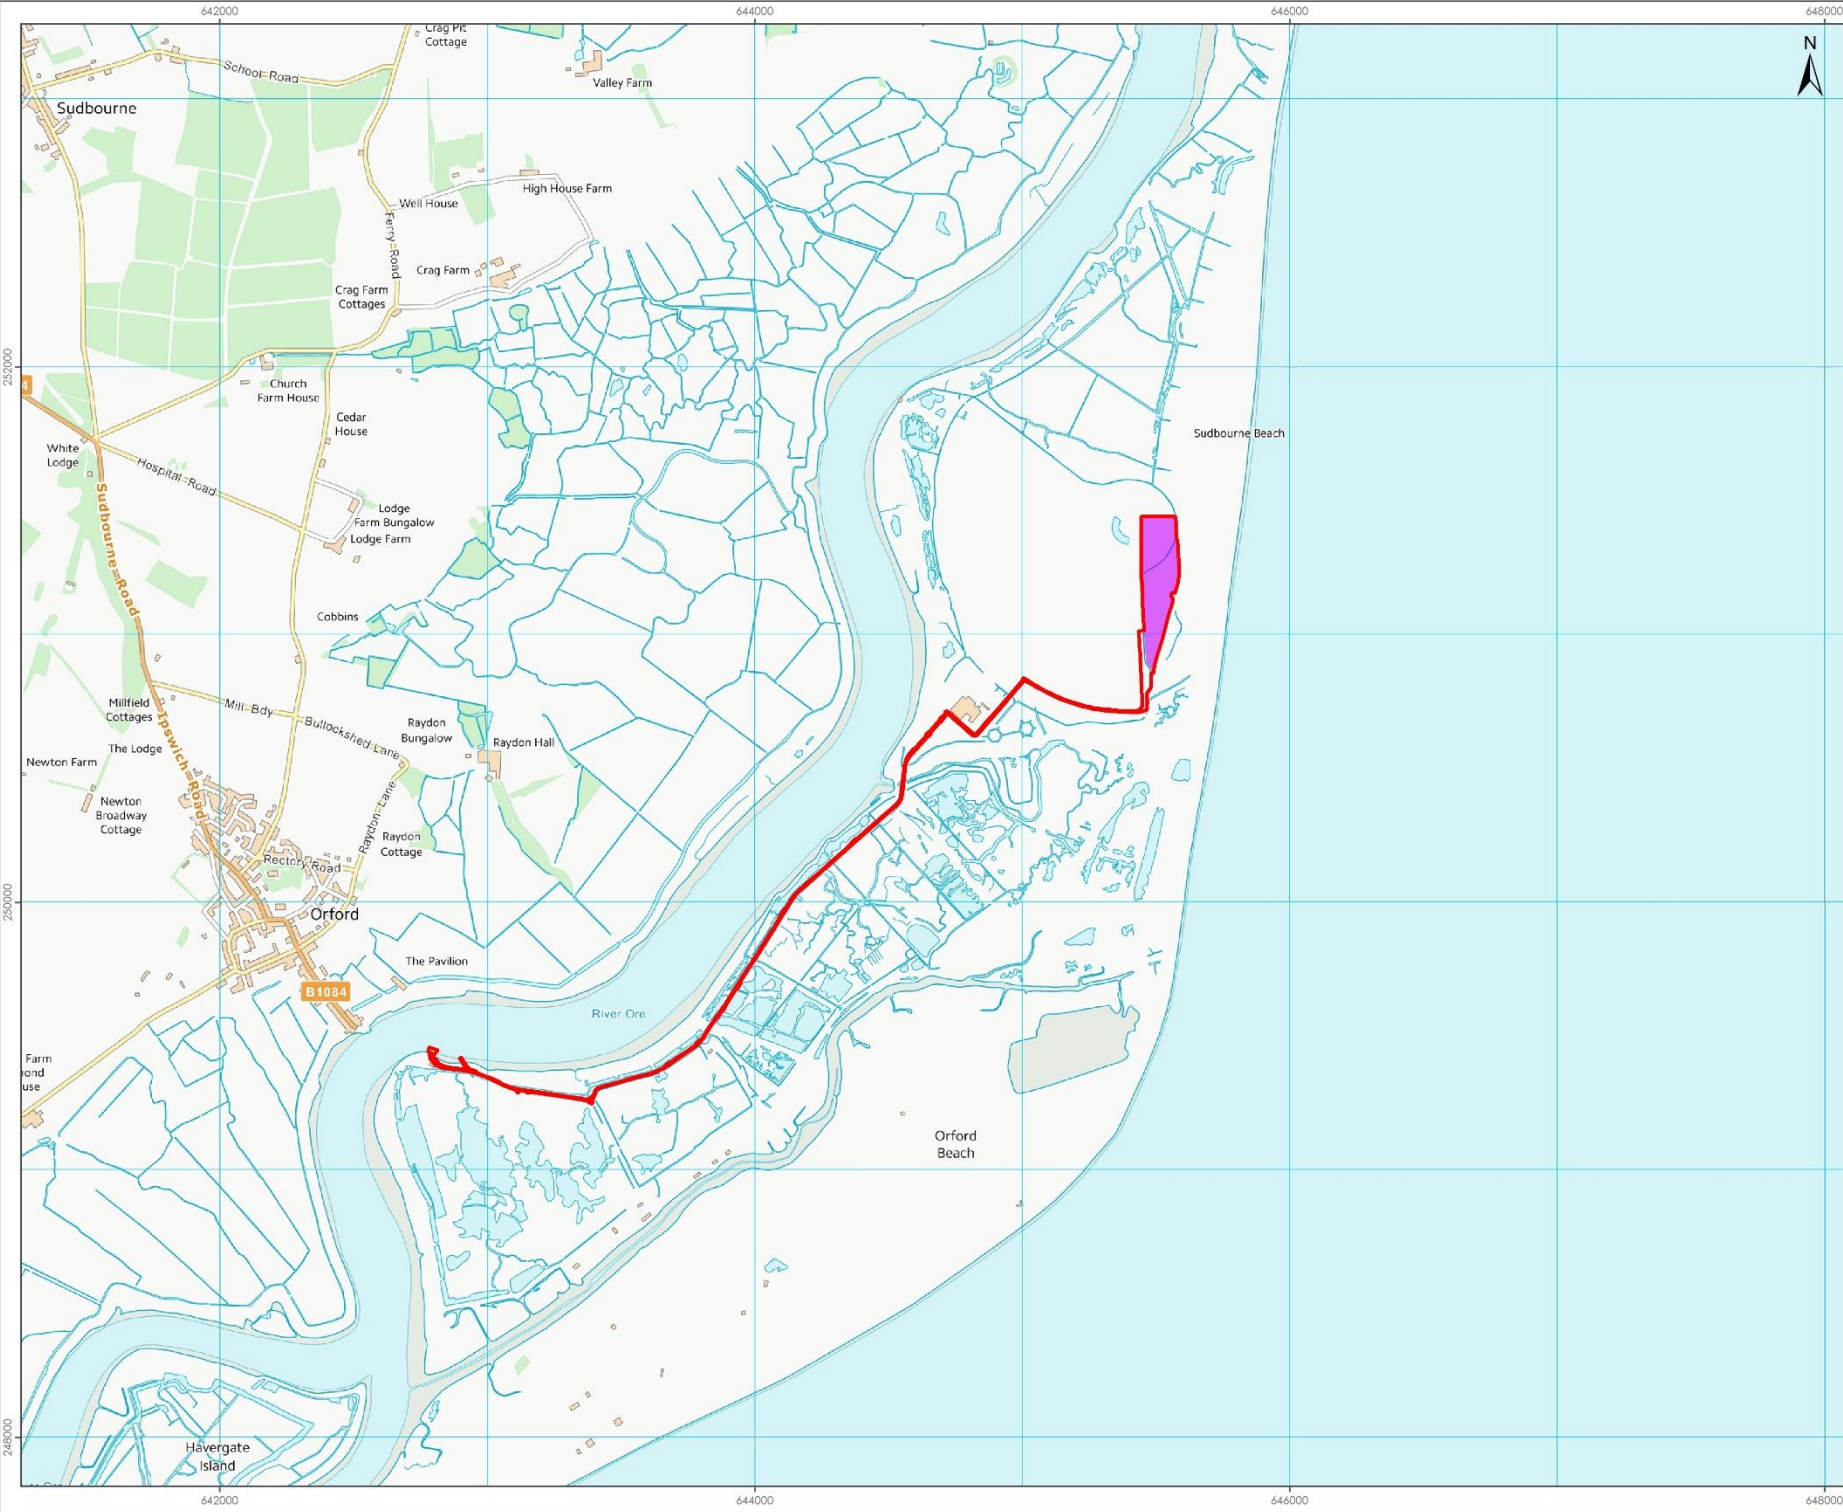 642000
644000
646000
648000
N
Crag Pit
Cottage
School Road
Valley Farm
Sudbourne
High House Farm
Well House
Ferry Road
Crag Farm
Crag Farm
Cottages
252000
4
Church
Farm House
Cedar
House
Sudbourne Beach
White
Lodge
Hospital Road
Sudbourne Road
Lodge
Farm Bungalow
Lodge Farm
Cobbins
Millfield
Cottages
Mill Bdy
Bullockshed Lane
Raydon
Bungalow
Raydon Hall
The Lodge
Ipswich Road
Newton Farm
Newton
Broadway
Cottage
Raydon Lane
Raydon
Cottage
Rectory Road
250000
Orford
The Pavilion
B1084
River Ore
Farm
ond
use
Orford
Beach
248000
Havergate
Island
642000
644000
646000
648000